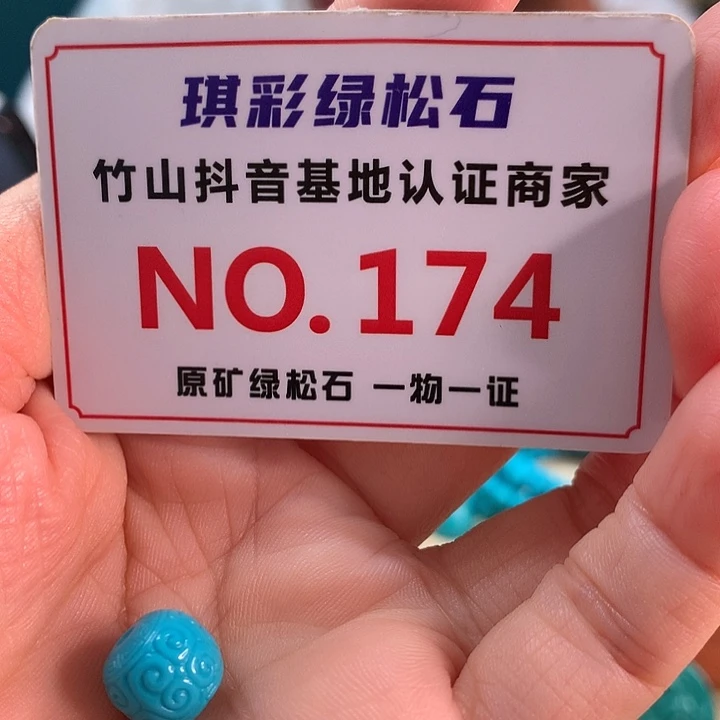 琪彩绿松石
竹山抖音基地认证商家
NO.174
原矿绿松石 一物一证